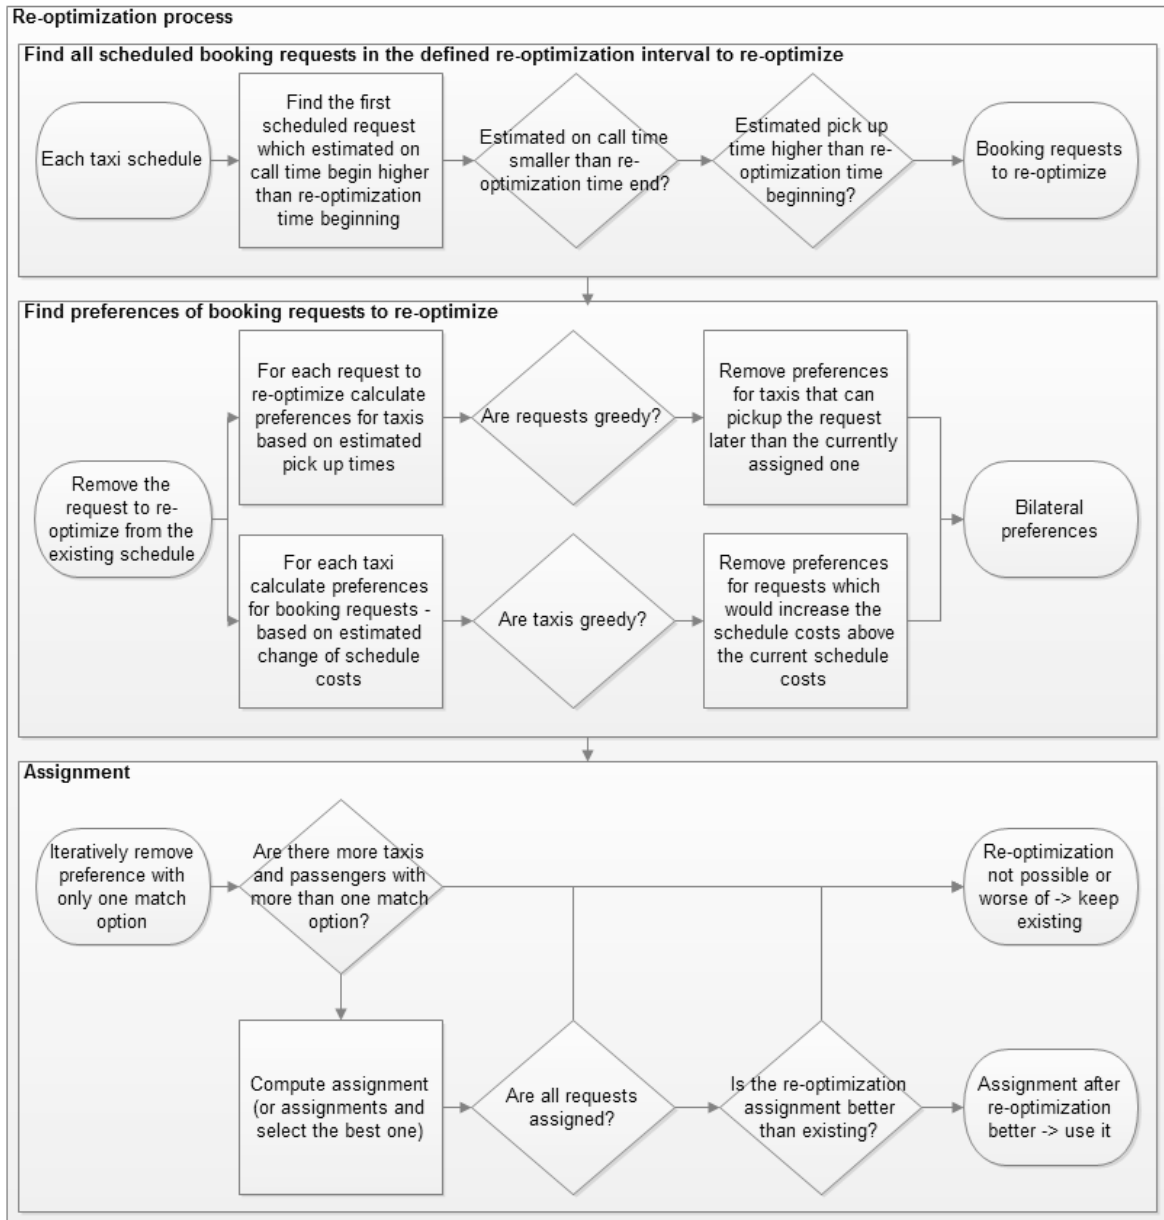 Re-optimization process
Find all scheduled booking requests in the defined re-optimization interval to re-optimize
Each taxi schedule
Find the first
scheduled request
which estimated on
call time begin higher
than re-optimization
time beginning
Estimated on call time
smaller than re-
optimization time end?
Estimated pick up
time higher than re-
optimization time
beginning?
Booking requests
to re-optimize
Find preferences of booking requests to re-optimize
Remove the
request to re-
optimize from the
existing schedule
For each request to
re-optimize calculate
preferences for taxis
based on estimated
pick up times
Are requests greedy?
Remove preferences
for taxis that can
pickup the request
later than the currently
assigned one
For each taxi
calculate preferences
for booking requests -
based on estimated
change of schedule
costs
Are taxis greedy?
Remove preferences
for requests which
would increase the
schedule costs above
the current schedule
costs
Bilateral
preferences
Assignment
Iteratively remove
preference with
only one match
option
Are there more taxis
and passengers with
more than one match
option?
Re-optimization
not possible or
worse of -> keep
existing
Compute assignment
(or assignments and
select the best one)
Are all requests
assigned?
Is the re-optimization
assignment better
than existing?
Assignment after
re-optimization
better -> use it